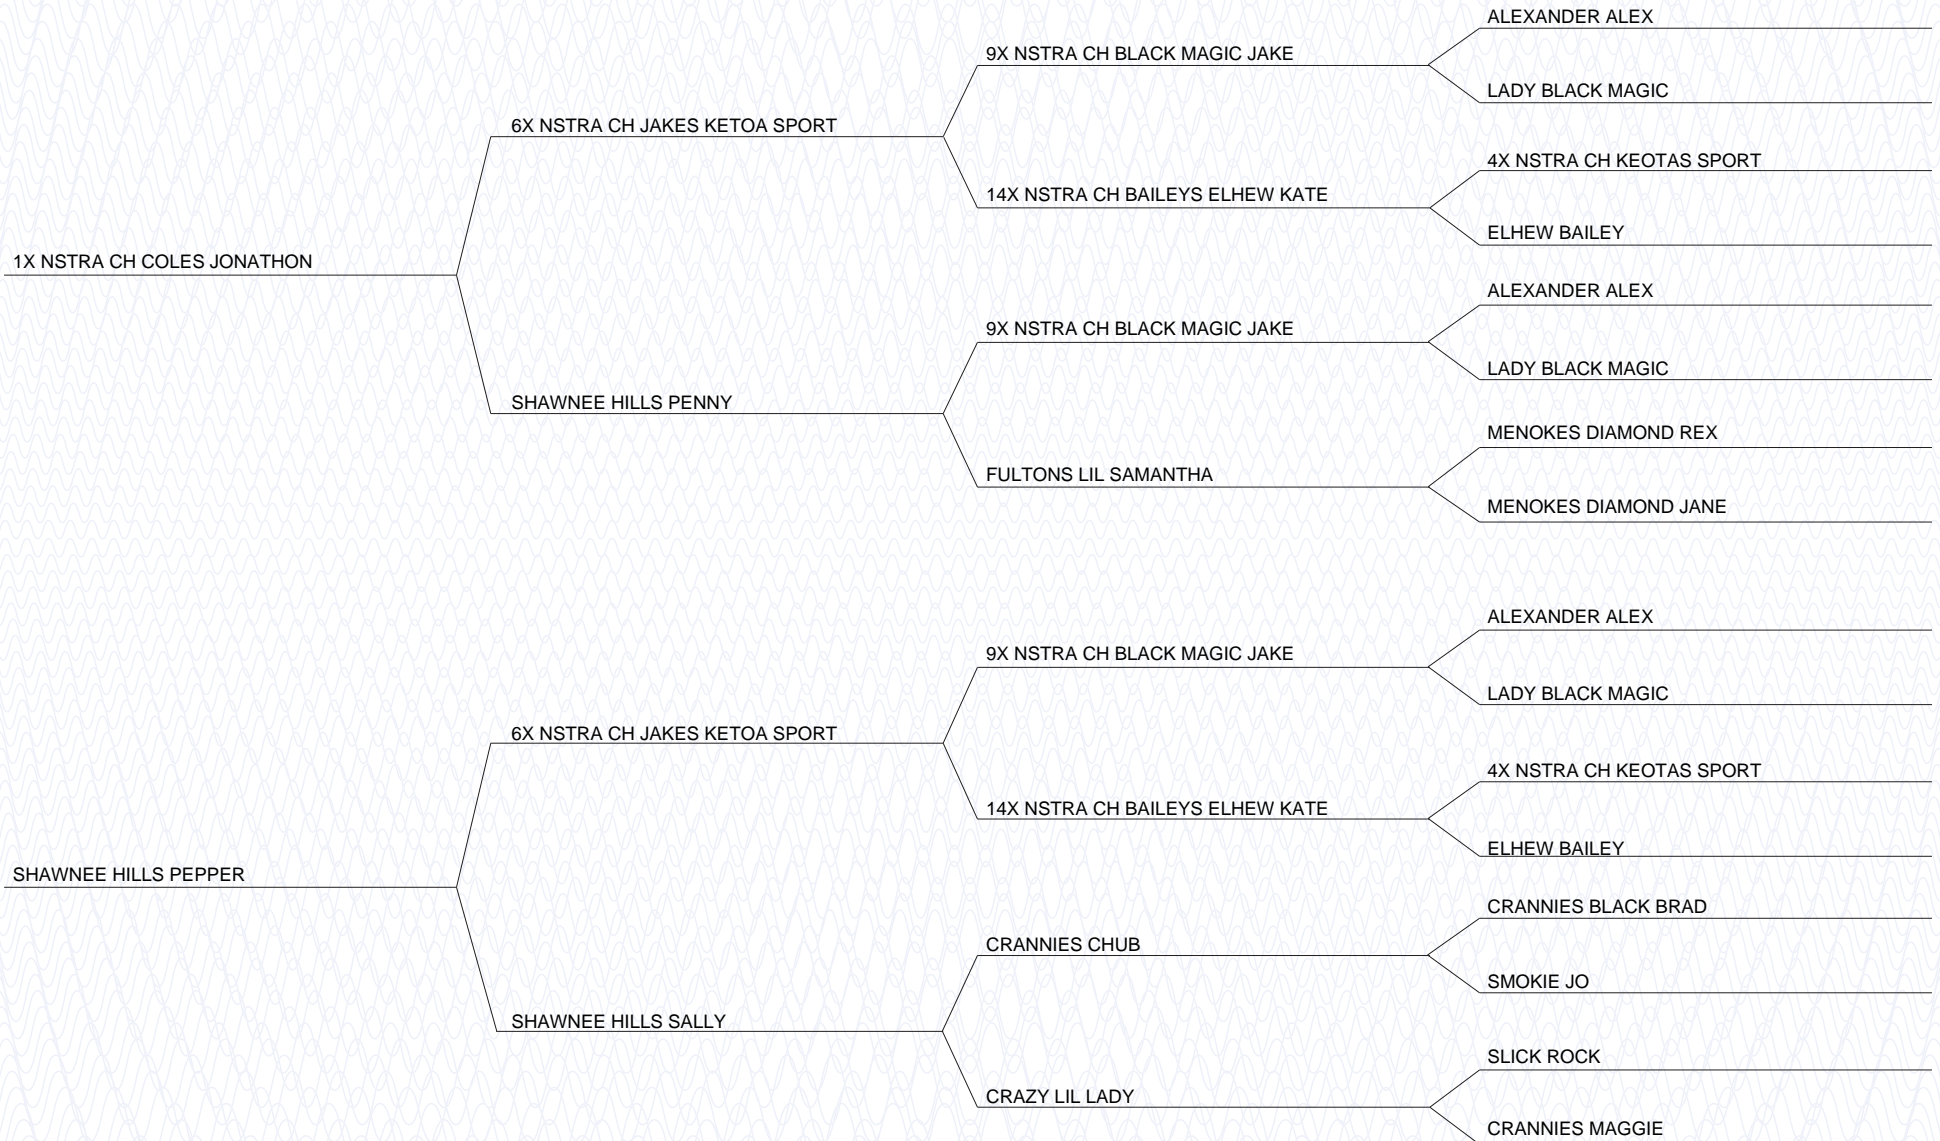 ALEXANDER ALEX
9X NSTRA CH BLACK MAGIC JAKE
LADY BLACK MAGIC
6X NSTRA CH JAKES KETOA SPORT
4X NSTRA CH KEOTAS SPORT
14X NSTRA CH BAILEYS ELHEW KATE
ELHEW BAILEY
1X NSTRA CH COLES JONATHON
ALEXANDER ALEX
9X NSTRA CH BLACK MAGIC JAKE
LADY BLACK MAGIC
SHAWNEE HILLS PENNY
MENOKES DIAMOND REX
FULTONS LIL SAMANTHA
MENOKES DIAMOND JANE
ALEXANDER ALEX
9X NSTRA CH BLACK MAGIC JAKE
LADY BLACK MAGIC
6X NSTRA CH JAKES KETOA SPORT
4X NSTRA CH KEOTAS SPORT
14X NSTRA CH BAILEYS ELHEW KATE
ELHEW BAILEY
SHAWNEE HILLS PEPPER
CRANNIES BLACK BRAD
CRANNIES CHUB
SMOKIE JO
SHAWNEE HILLS SALLY
SLICK ROCK
CRAZY LIL LADY
CRANNIES MAGGIE